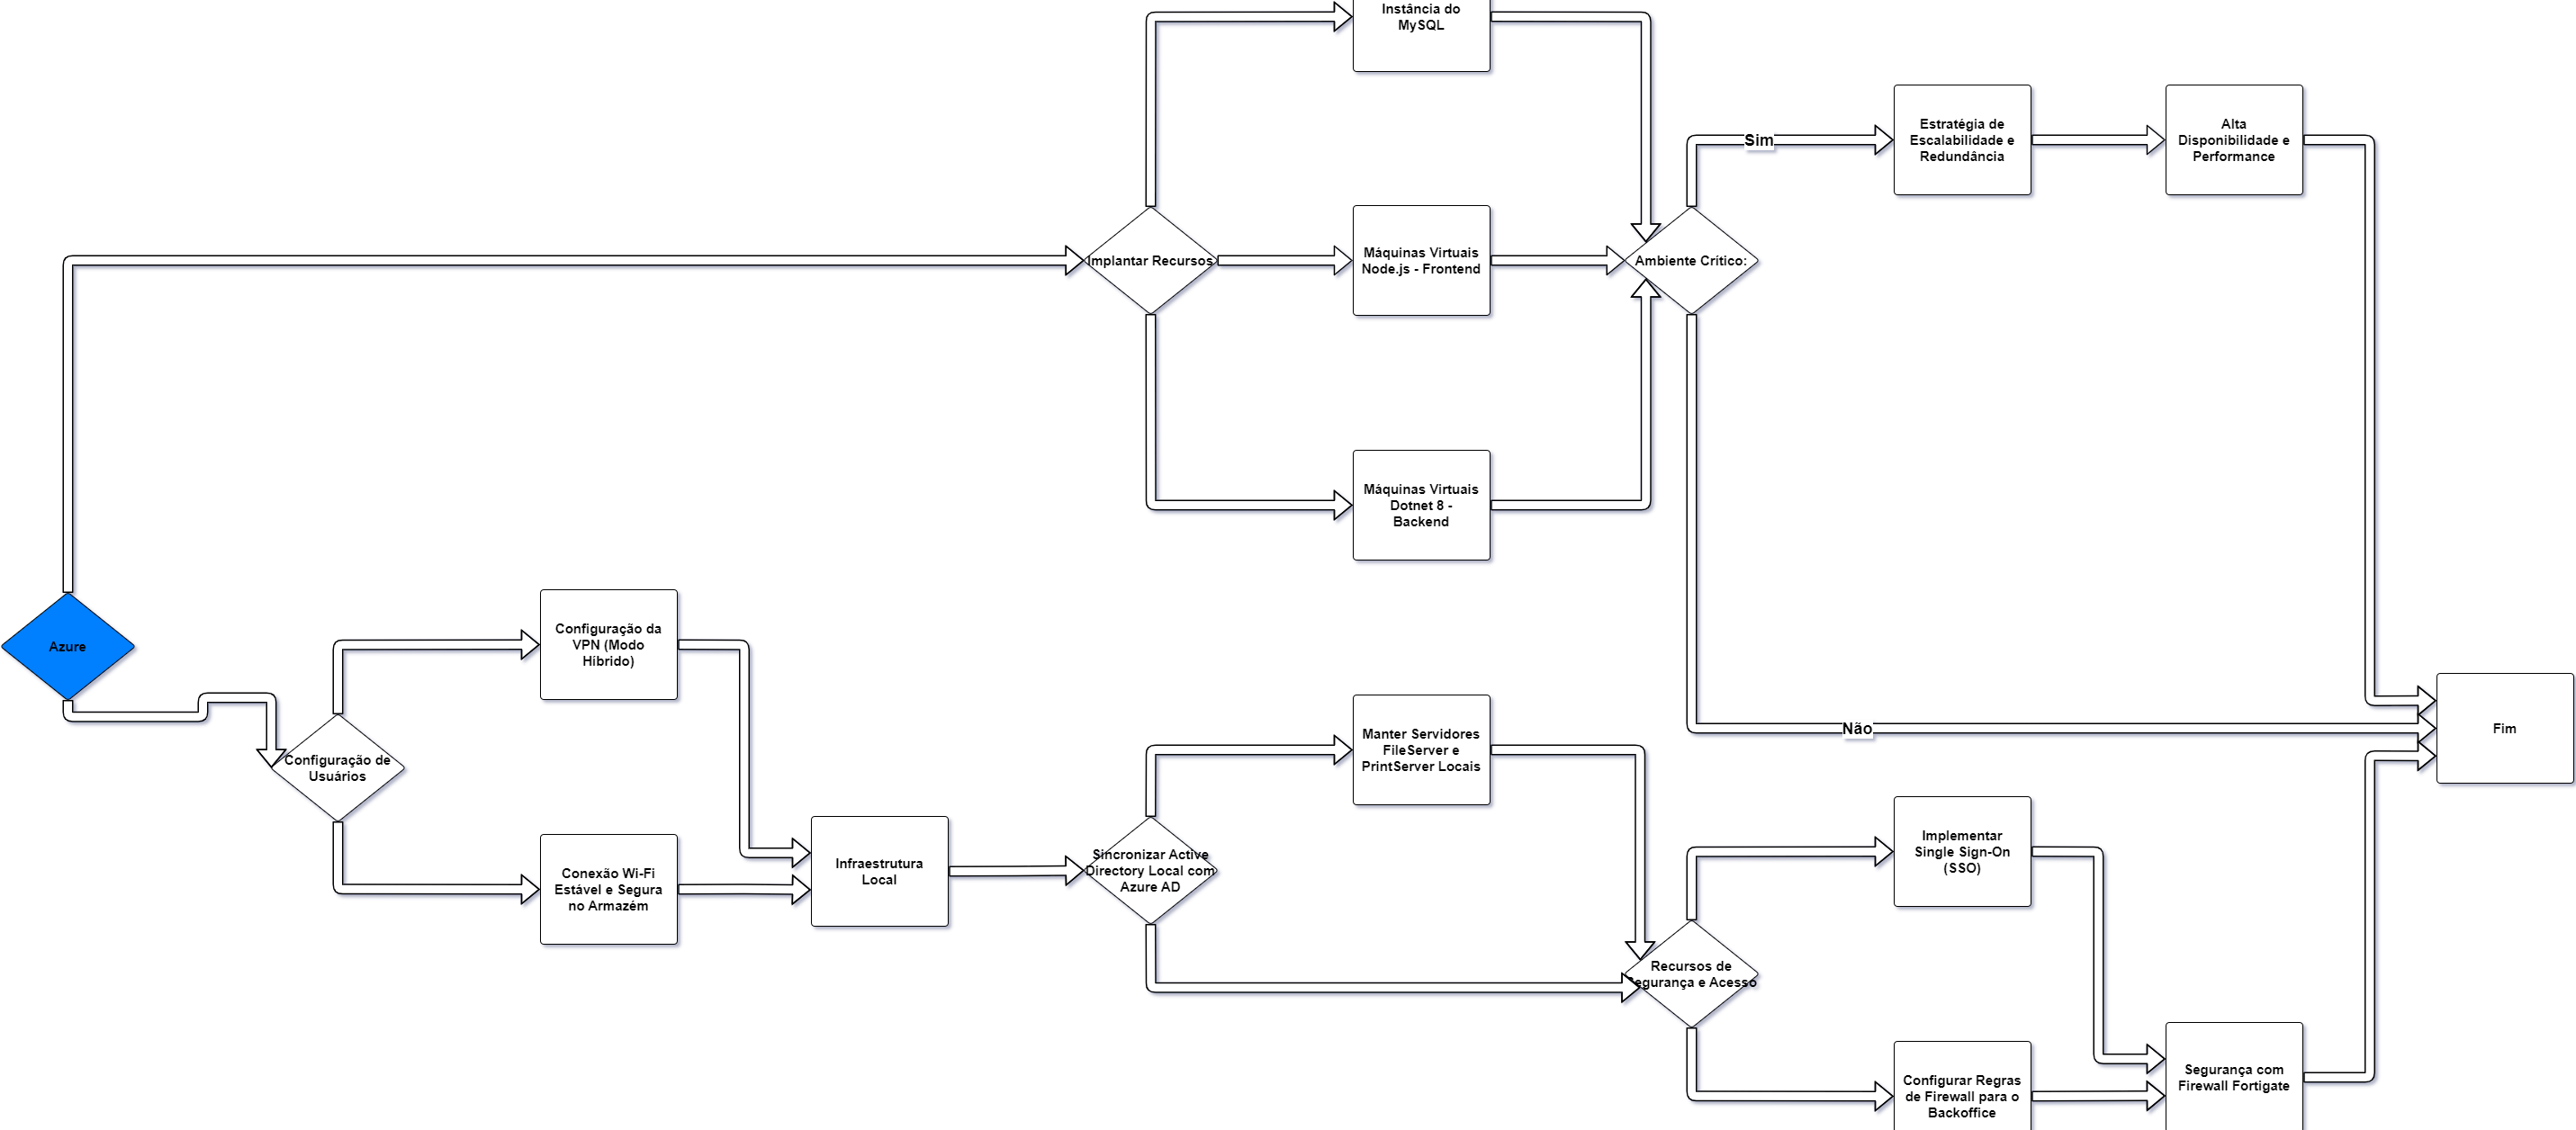 Instância do
MySQL
Sim
Estratégia de
Escalabilidade e
Redundância
Alta
Disponibilidade e
Performance
Implantar Recursos
Máquinas Virtuais
Node.js - Frontend
Ambiente Crítico:
Máquinas Virtuais
Dotnet 8 -
Backend
Azure
Configuração da
VPN (Modo
Híbrido)
Configuração de
Usuários
Conexão Wi-Fi
Estável e Segura
no Armazém
Infraestrutura
Local
Sincronizar Active
Directory Local com
Azure AD
Manter Servidores
FileServer e
PrintServer Locais
Não
Fim
Implementar
Single Sign-On
(SSO)
Recursos de
Segurança e Acesso
Configurar Regras
de Firewall para o
Backoffice
Segurança com
Firewall Fortigate